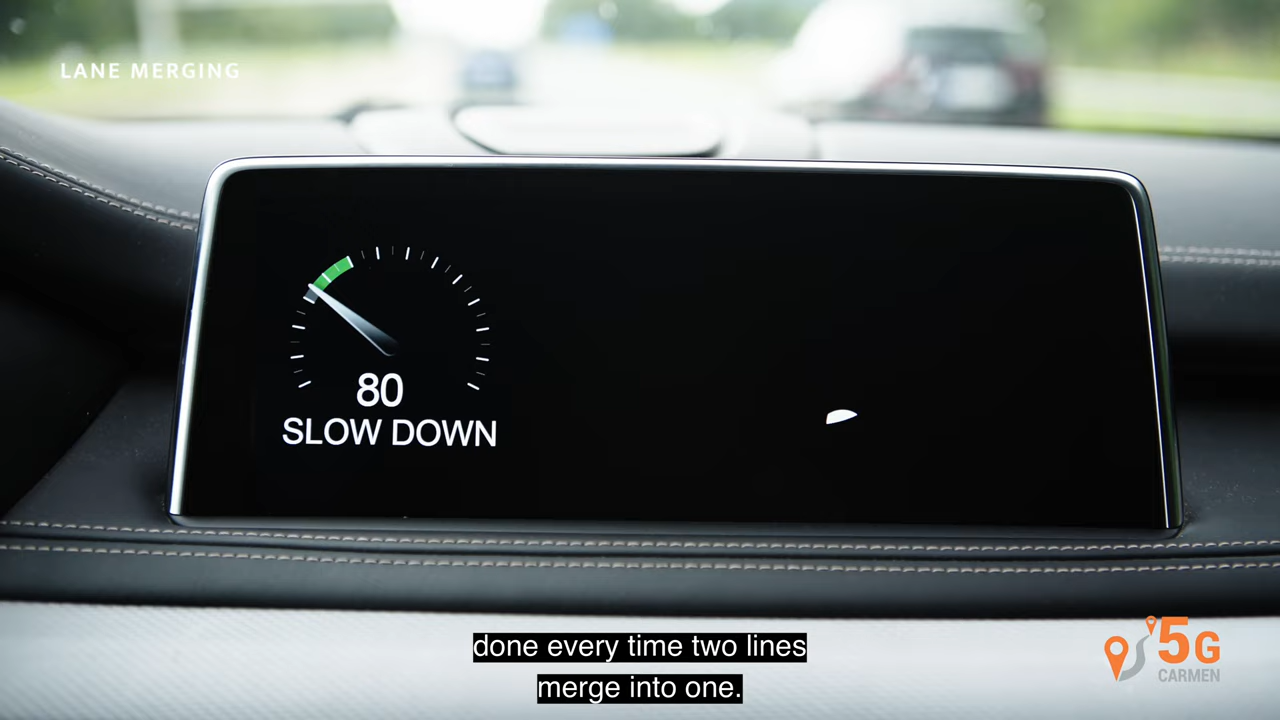 LANE MERGING
80
SLOW DOWN
done every time two lines
merge into one.
5G
CARMEN